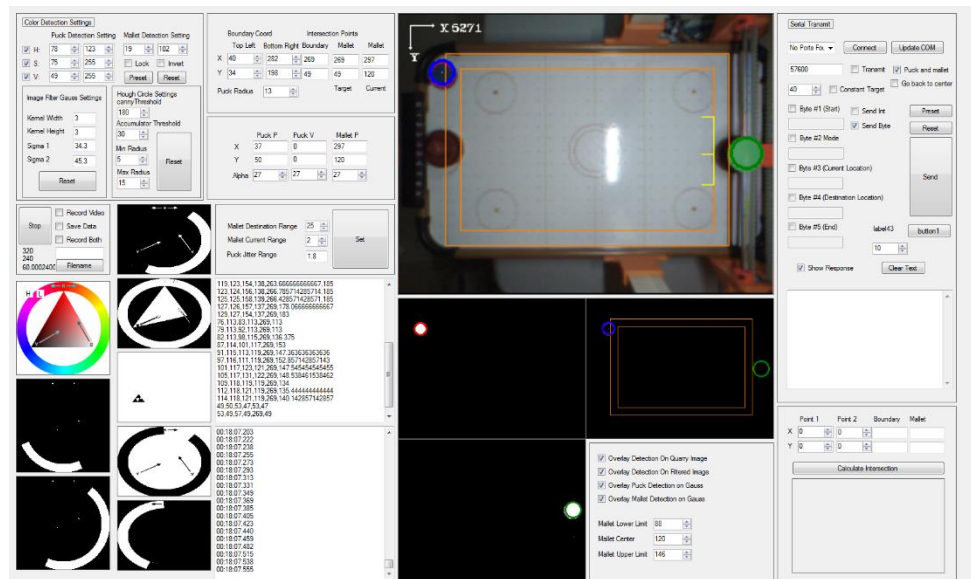 Color Detection Settings
Puck Detection Setting Mallet Detection Setting
H: 78 123 19 102
S: 75 255 Lock Invert
V: 49 255 Preset Reset
Image Filter Gauss Settings
Kernel Width 3
Kernel Height 3
Sigma 1 34.3
Sigma 2 45.3
Reset
Hough Circle Settings
cannyThreshold
180
Accumulator Threshold
30
Min Radius
5
Max Radius
15
Reset
Boundary Coord Intersection Points
Top Left Bottom Right Boundary Mallet Mallet
X 40 282 269 269 297
Y 34 198 49 49 120
Puck Radius 13 Target Current
Puck P Puck V Mallet P
X 37 0 297
Y 50 0 120
Alpha 27 27 27
X 5271
Y
Stop
Record Video
Save Data
Record Both
320
240
60.0002400
Filename
Mallet Destination Range 25
Mallet Current Range 2
Puck Jitter Range 1.8
Set
119,123,154,138,263.666666666667,185
123,124,156,138,266.785714285714,185
125,125,158,139,266.428571428571,185
127,126,157,137,269,178.066666666667
129,127,154,137,269,183
76,113,83,113,269,113
79,113,92,113,269,113
82,113,98,115,269,136.375
87,114,101,117,269,153
91,115,113,119,269,147.363636363636
97,116,111,119,269,152.857142857143
101,117,123,121,269,147.545454545455
105,117,131,122,269,148.538461538462
109,118,119,119,269,134
112,118,121,119,269,135.444444444444
114,118,121,119,269,140.142857142857
49,50,53,47,53,47
53,49,57,49,269,49
00:18:07.203
00:18:07.222
00:18:07.238
00:18:07.255
00:18:07.273
00:18:07.293
00:18:07.313
00:18:07.331
00:18:07.349
00:18:07.369
00:18:07.385
00:18:07.405
00:18:07.423
00:18:07.440
00:18:07.459
00:18:07.482
00:18:07.515
00:18:07.538
00:18:07.555
Overlay Detection On Quarry Image
Overlay Detection On Filtered Image
Overlay Puck Detection on Gauss
Overlay Mallet Detection on Gauss
Mallet Lower Limit 88
Mallet Center 120
Mallet Upper Limit 146
Serial Transmit
No Ports Fou Connect Update COM
57600 Transmit Puck and mallet
40 Constant Target Go back to center
Byte #1 (Start) Send Int Preset
Send Byte Reset
Byte #2 Mode
Byte #3 (Current Location)
Send
Byte #4 (Destination Location)
Byte #5 (End) label43 button1
10
Show Response Clear Text
Point 1 Point 2 Boundary Mallet
X 0 0
Y 0 0
Calculate Intersection